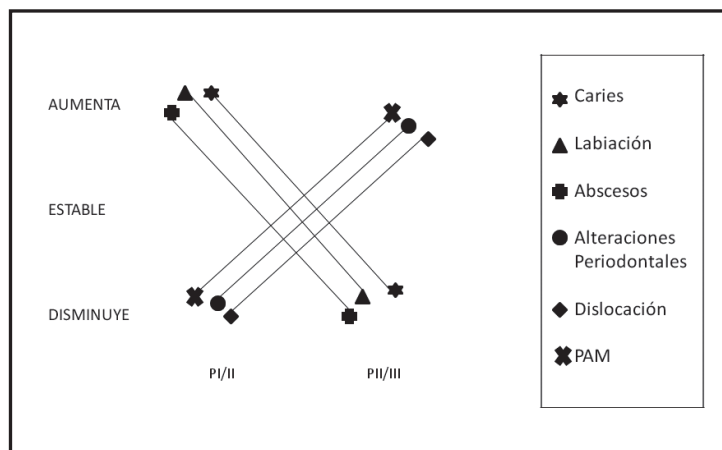 AUMENTA
ESTABLE
DISMINUYE
PI/II
PII/III
Caries
Labiación
Abscesos
Alteraciones
Periodontales
Dislocación
PAM